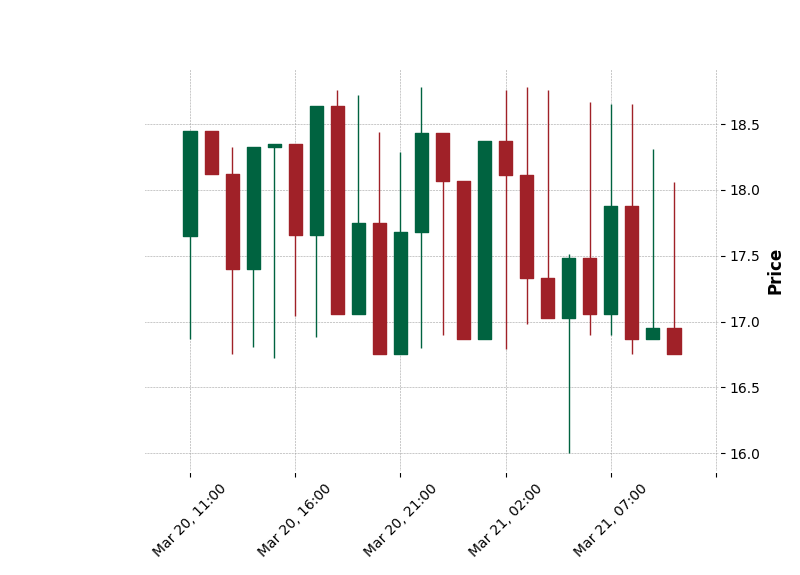 18.5
18.0
17.5
17.0
16.5
16.0
Price
Mar 20, 11:00
Mar 20, 16:00
Mar 20, 21:00
Mar 21, 02:00
Mar 21, 07:00